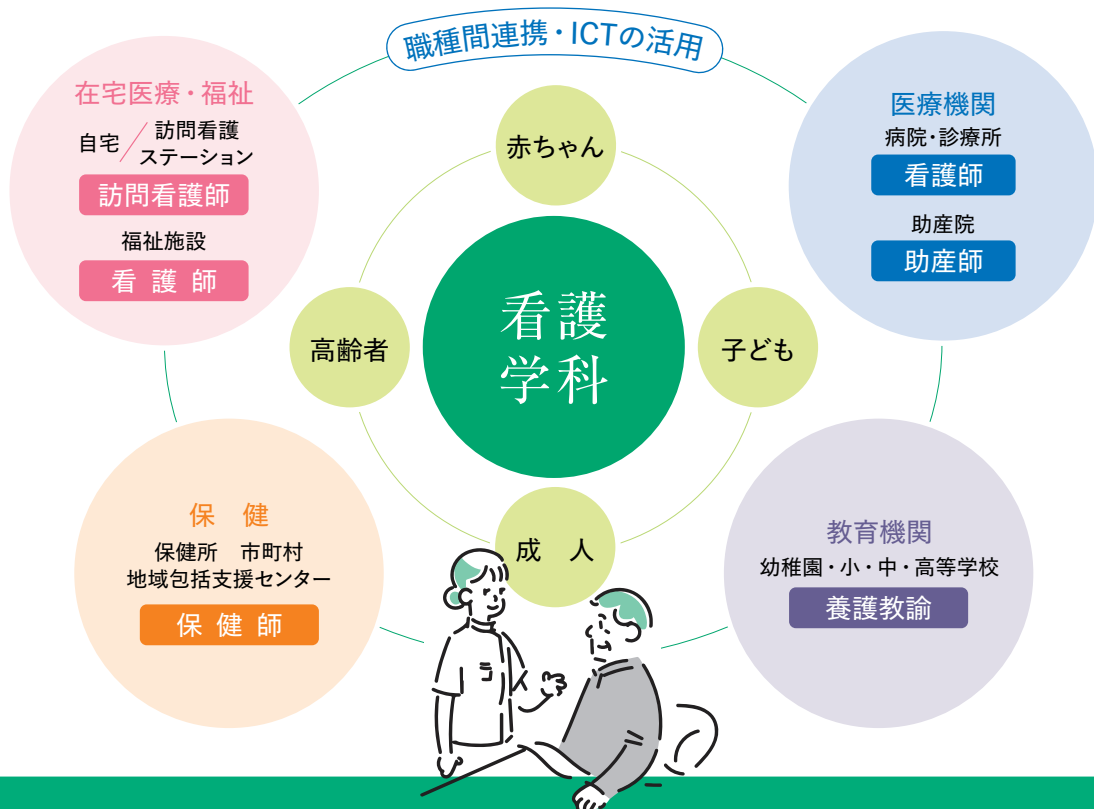 職種間連携・ICTの活用
在宅医療・福祉
自宅／訪問看護
ステーション
訪問看護師
福祉施設
看護師
医療機関
病院・診療所
看護師
助産院
助産師
赤ちゃん
高齢者
看護
学科
子ども
成人
保健
保健所 市町村
地域包括支援センター
保健師
教育機関
幼稚園・小・中・高等学校
養護教諭